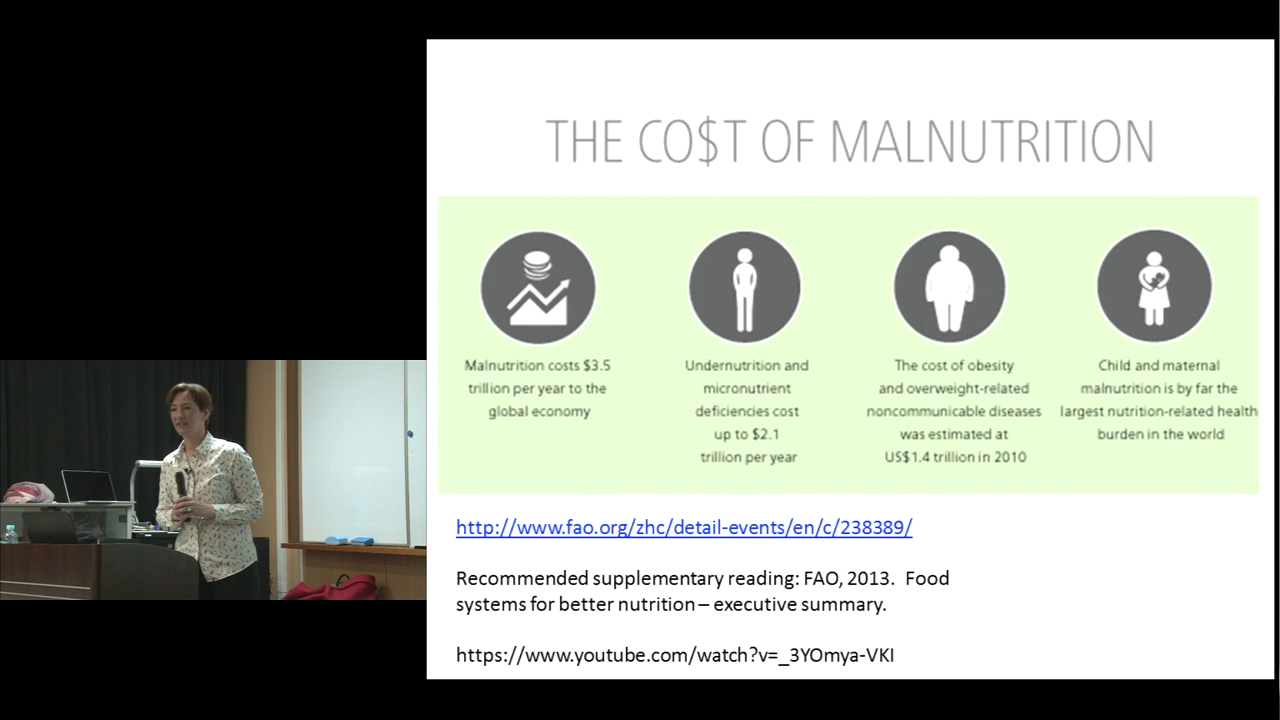 THE CO$T OF MALNUTRITION
Malnutrition costs $3.5
trillion per year to the
global economy
Undernutrition and
micronutrient
deficiencies cost
up to $2.1
trillion per year
The cost of obesity
and overweight-related
noncommunicable diseases
was estimated at
US$1.4 trillion in 2010
Child and maternal
malnutrition is by far the
largest nutrition-related health
burden in the world
http://www.fao.org/zhc/detail-events/en/c/238389/
Recommended supplementary reading: FAO, 2013.  Food
systems for better nutrition – executive summary.
https://www.youtube.com/watch?v=_3YOmya-VKI